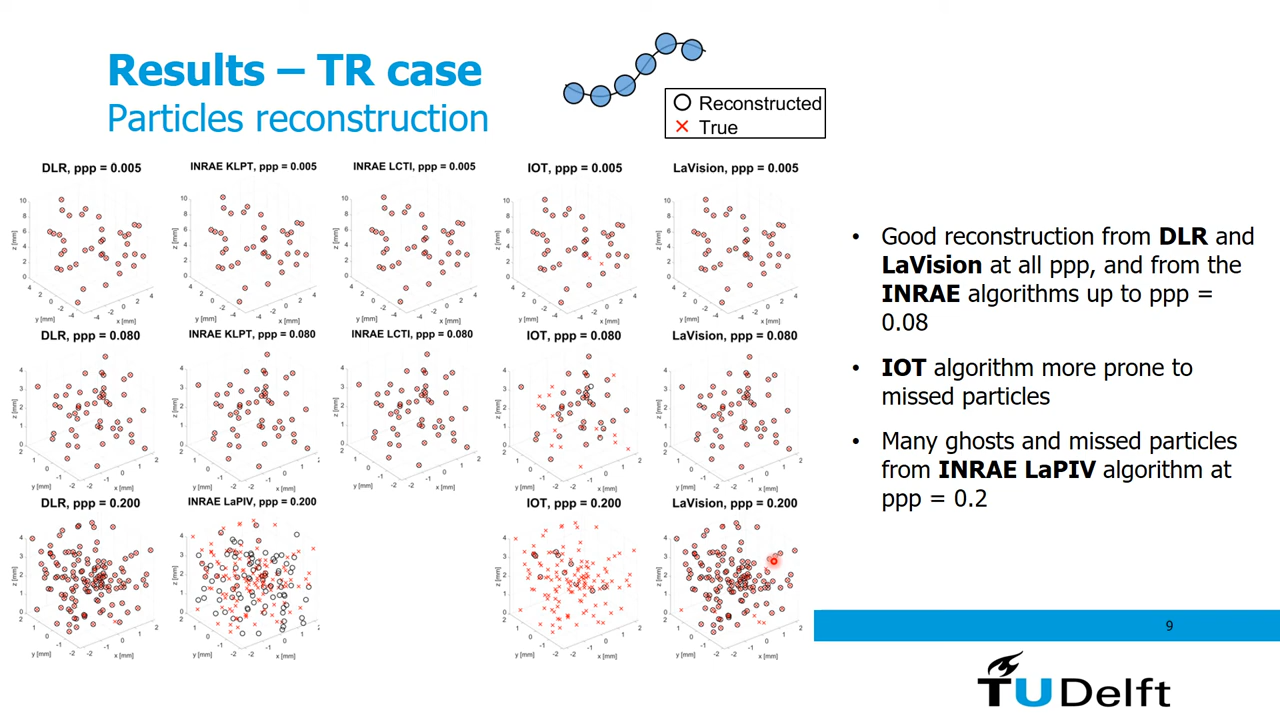 Results – TR case
Particles reconstruction
Reconstructed
True
DLR, ppp = 0.005
INRAE KLPT, ppp = 0.005
INRAE LCTI, ppp = 0.005
IOT, ppp = 0.005
LaVision, ppp = 0.005
DLR, ppp = 0.080
INRAE KLPT, ppp = 0.080
INRAE LCTI, ppp = 0.080
IOT, ppp = 0.080
LaVision, ppp = 0.080
DLR, ppp = 0.200
INRAE LaPIV, ppp = 0.200
IOT, ppp = 0.200
LaVision, ppp = 0.200
z [mm]
y [mm]
x [mm]
• Good reconstruction from DLR and
LaVision at all ppp, and from the
INRAE algorithms up to ppp =
0.08
• IOT algorithm more prone to
missed particles
• Many ghosts and missed particles
from INRAE LaPIV algorithm at
ppp = 0.2
9
TU Delft